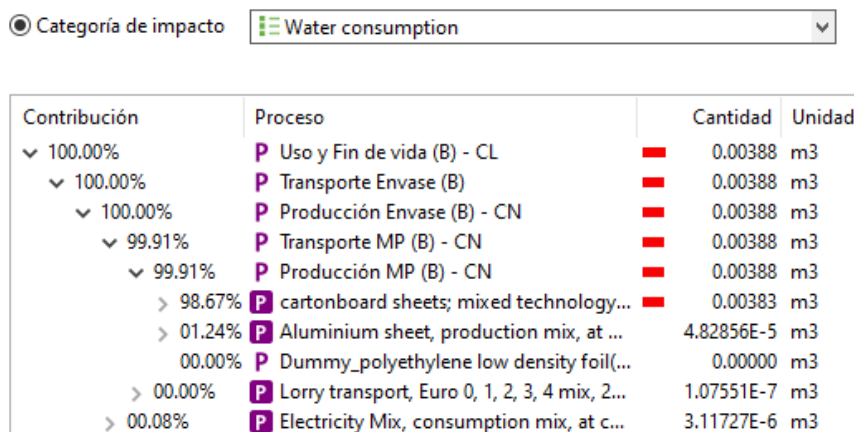 Categoría de impacto Water consumption
Contribución Proceso Cantidad Unidad
100.00% P Uso y Fin de vida (B) - CL 0.00388 m3
100.00% P Transporte Envase (B) 0.00388 m3
100.00% P Producción Envase (B) - CN 0.00388 m3
99.91% P Transporte MP (B) - CN 0.00388 m3
99.91% P Producción MP (B) - CN 0.00388 m3
98.67% P cartonboard sheets; mixed technology... 0.00383 m3
01.24% P Aluminium sheet, production mix, at ... 4.82856E-5 m3
00.00% P Dummy_polyethylene low density foil(... 0.00000 m3
00.00% P Lorry transport, Euro 0, 1, 2, 3, 4 mix, 2... 1.07551E-7 m3
00.08% P Electricity Mix, consumption mix, at c... 3.11727E-6 m3